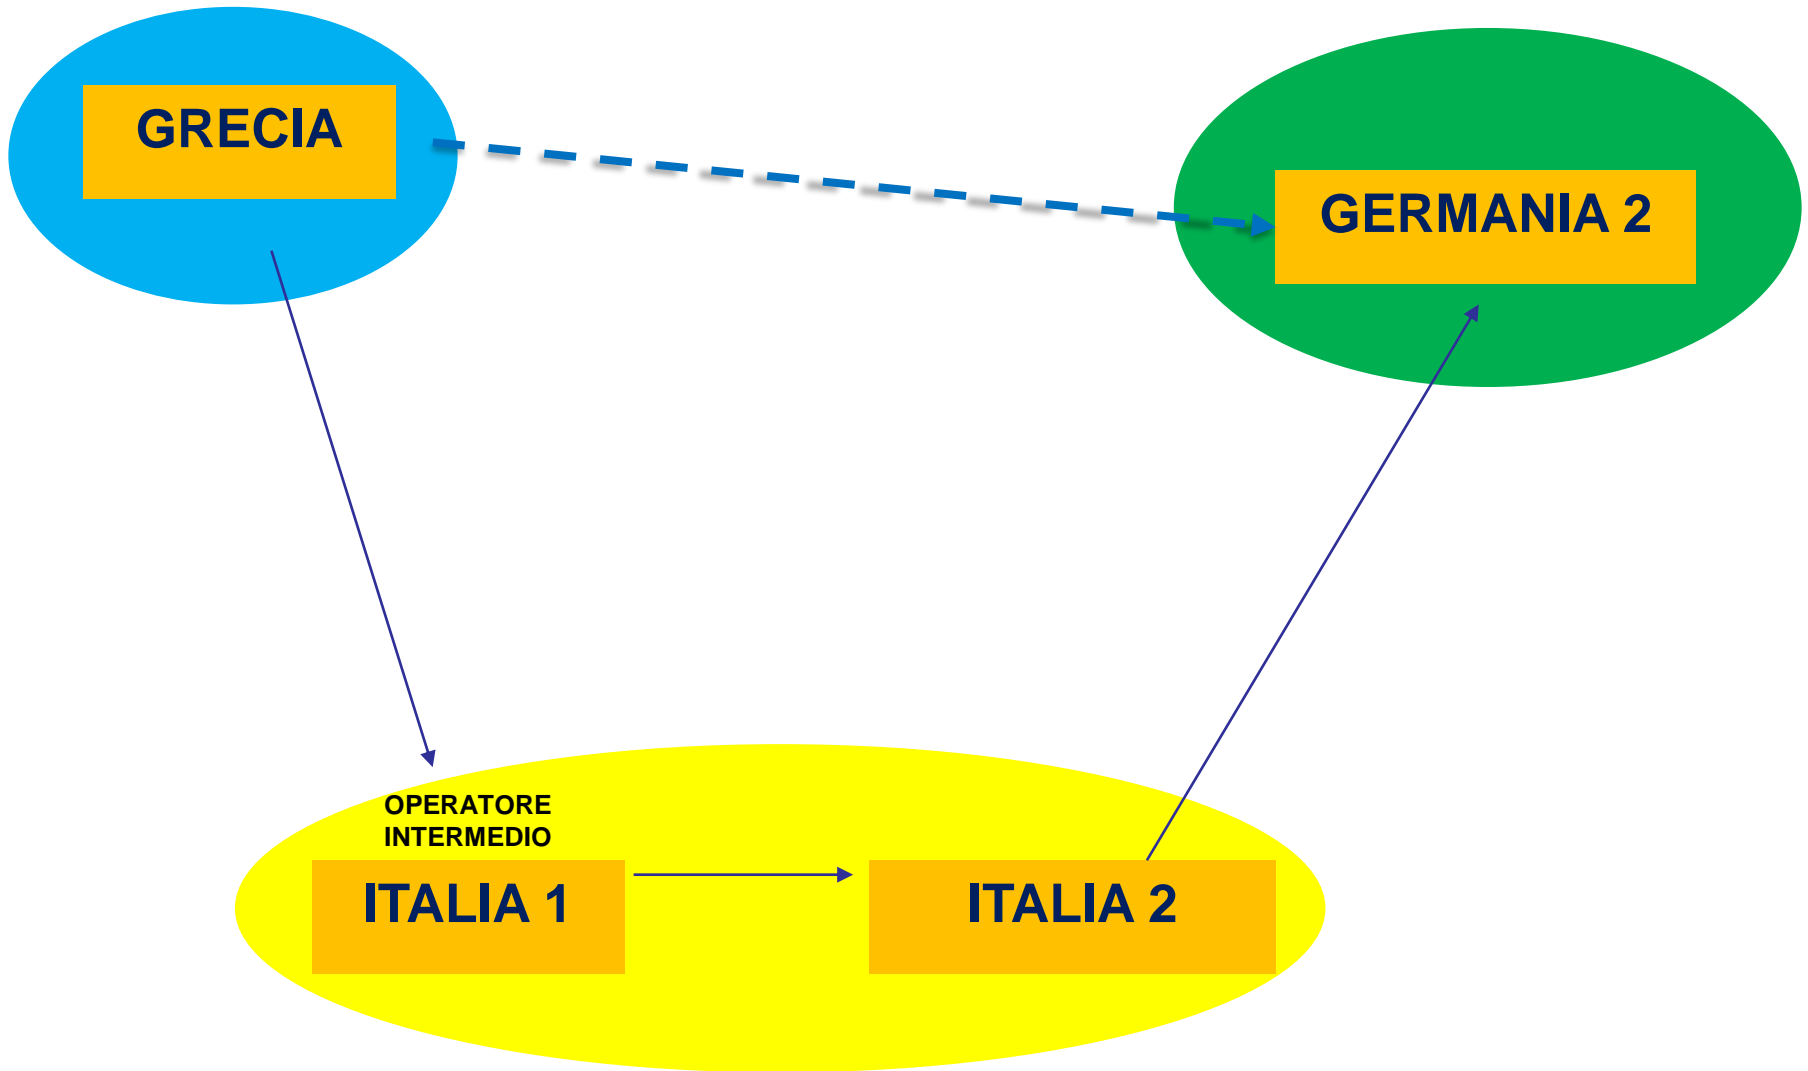 GRECIA
GERMANIA 2
OPERATORE
INTERMEDIO
ITALIA 1
ITALIA 2